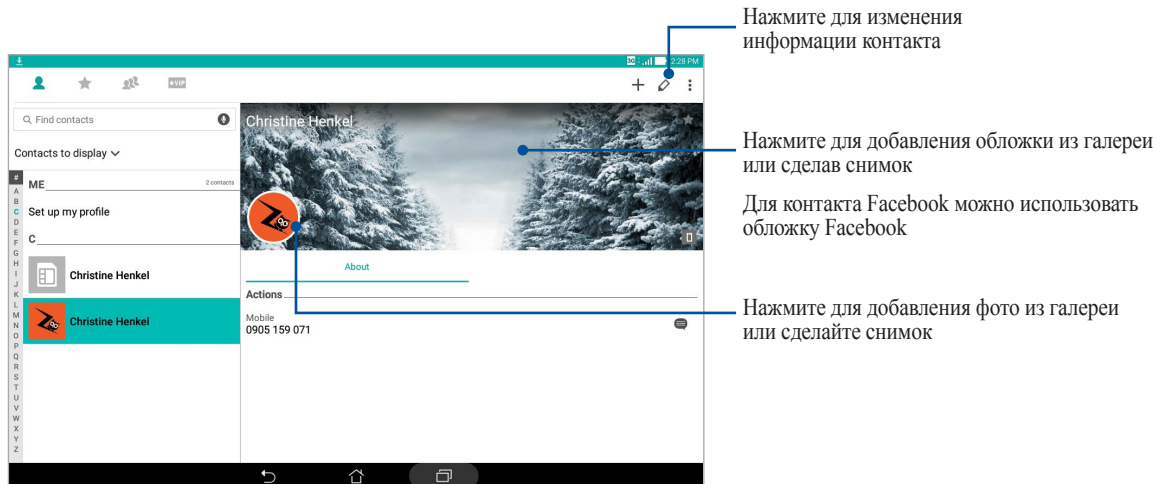 Нажмите для изменения
информации контакта
3G 2:28 PM
VIP
Find contacts
Contacts to display
#
A
B
C
D
E
F
G
H
I
J
K
L
M
N
O
P
Q
R
S
T
U
V
W
X
Y
Z
ME 2 contacts
Set up my profile
C
Christine Henkel
Christine Henkel
Christine Henkel
About
Actions
Mobile
0905 159 071
Нажмите для добавления обложки из галереи
или сделав снимок
Для контакта Facebook можно использовать
обложку Facebook
Нажмите для добавления фото из галереи
или сделайте снимок